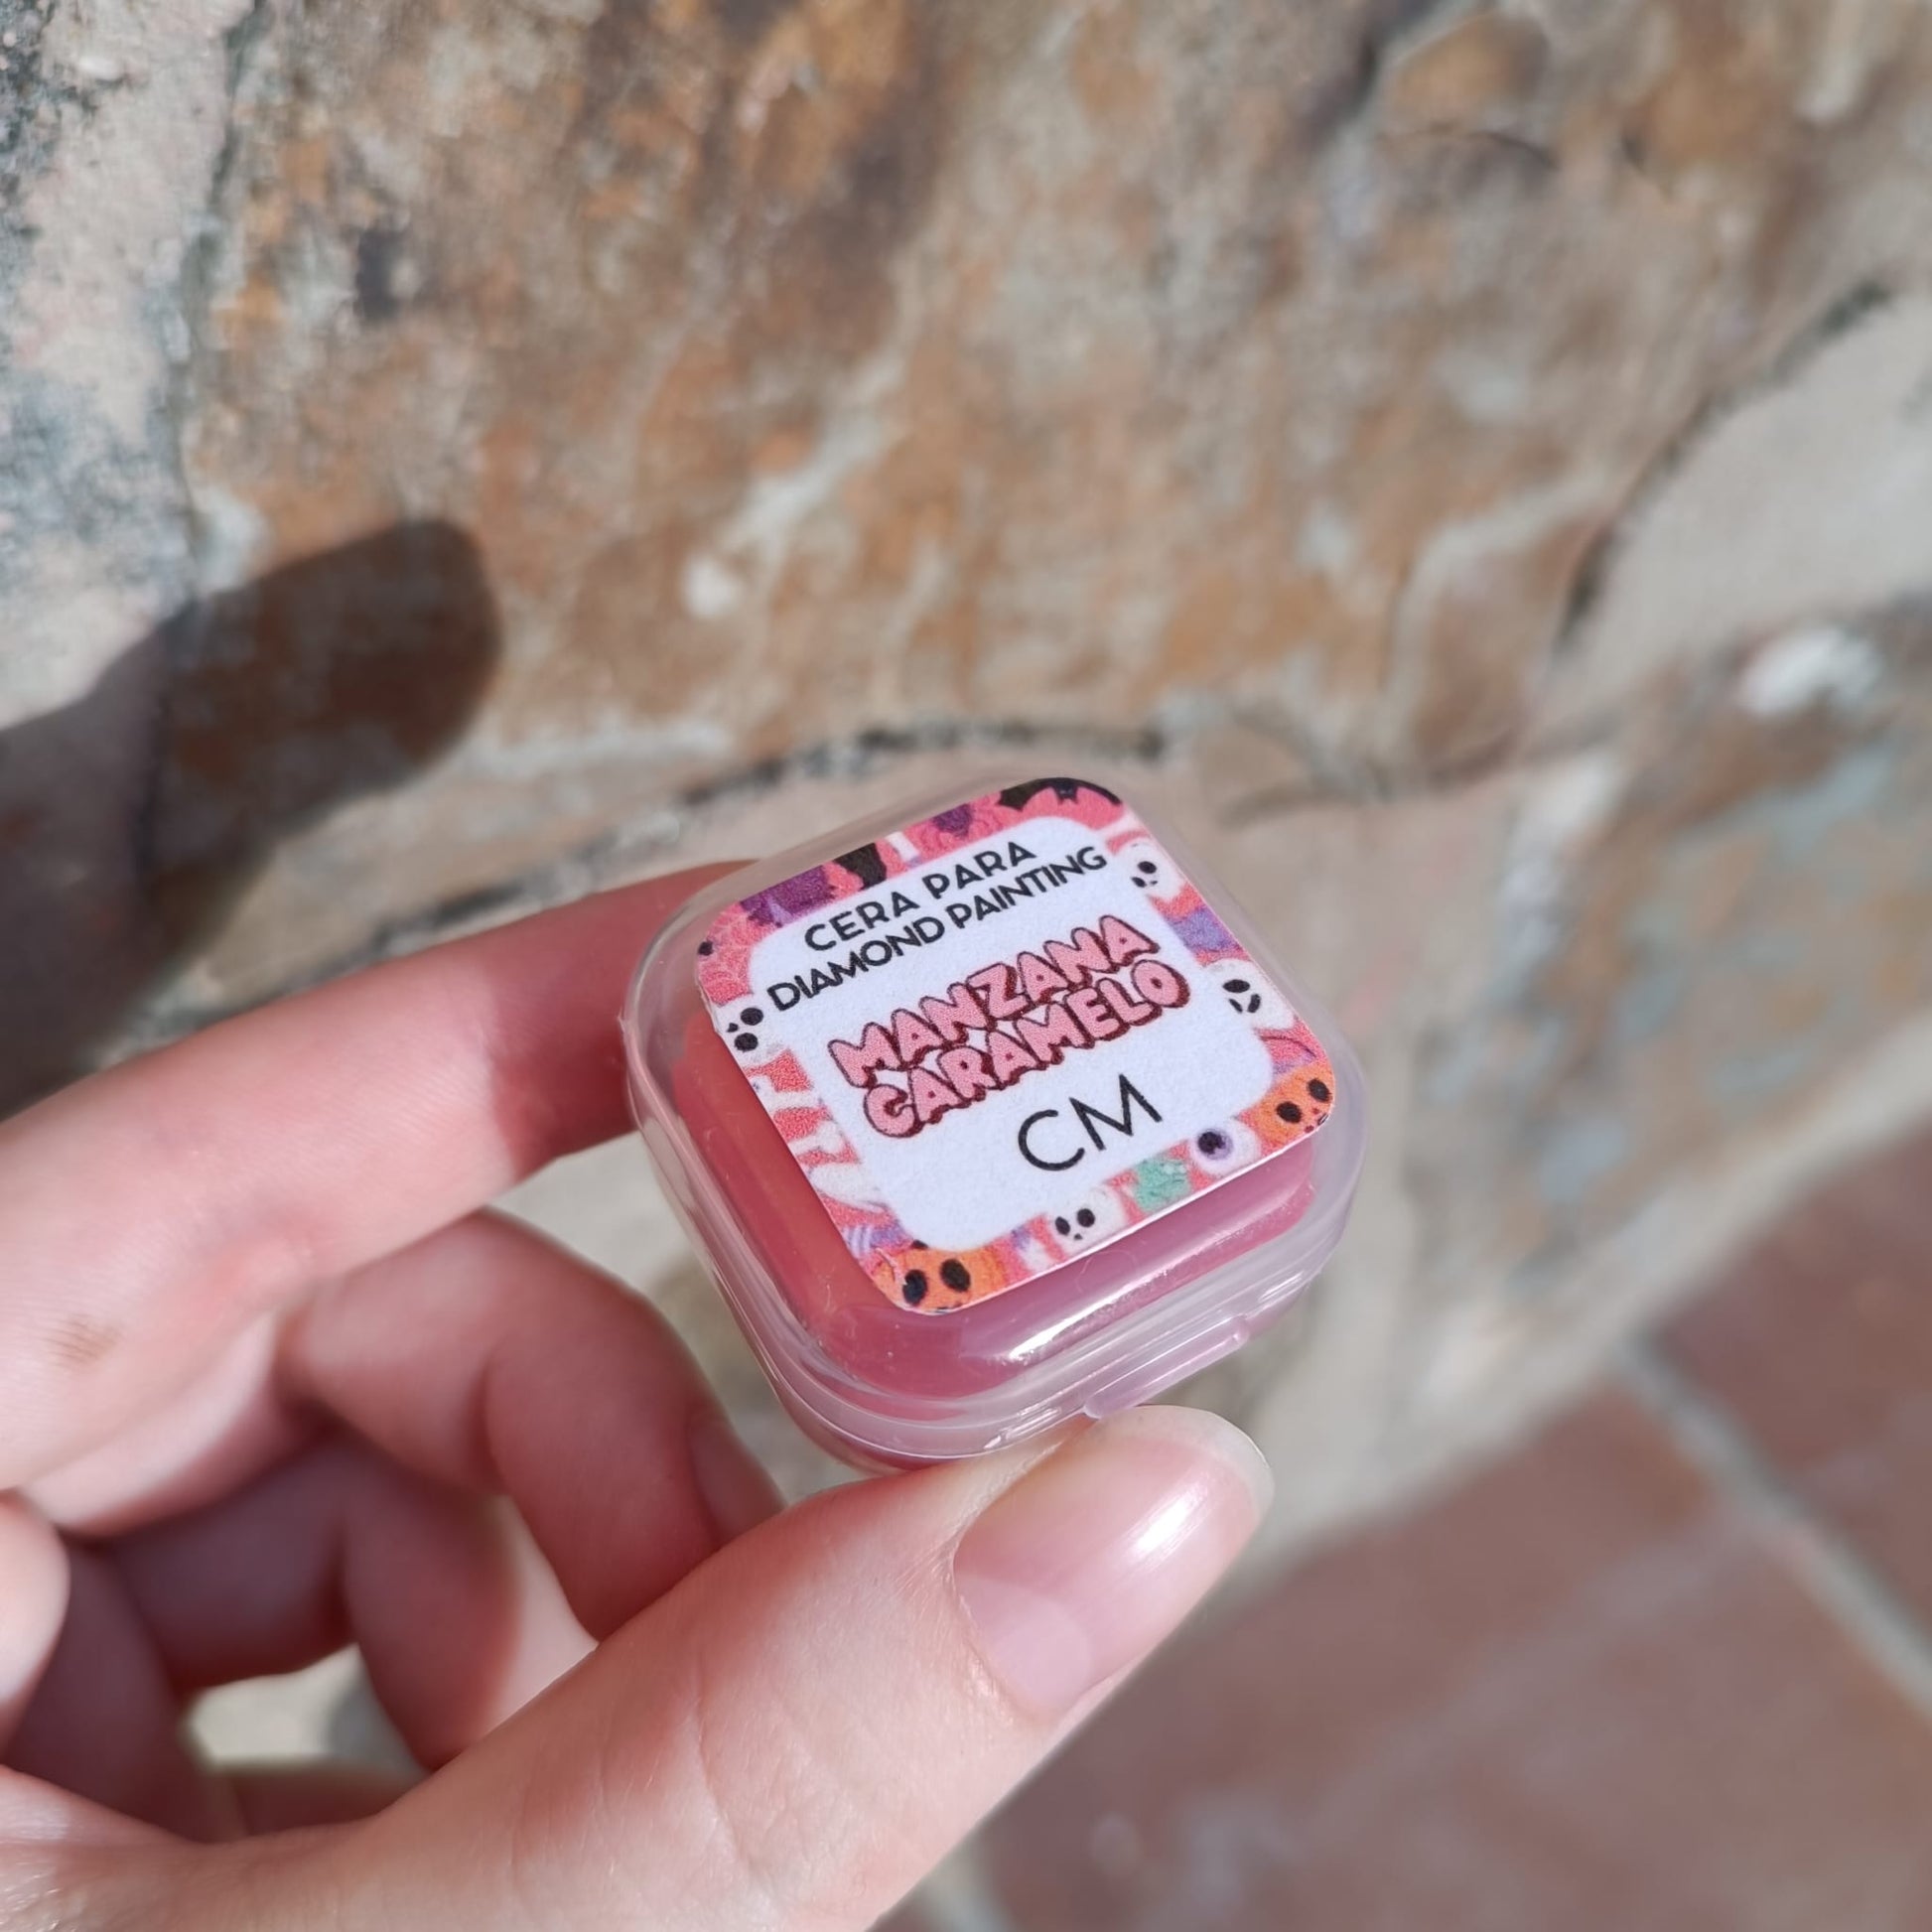 CERA PARA
DIAMOND PAINTING
MANZANA
CARAMELO
CM